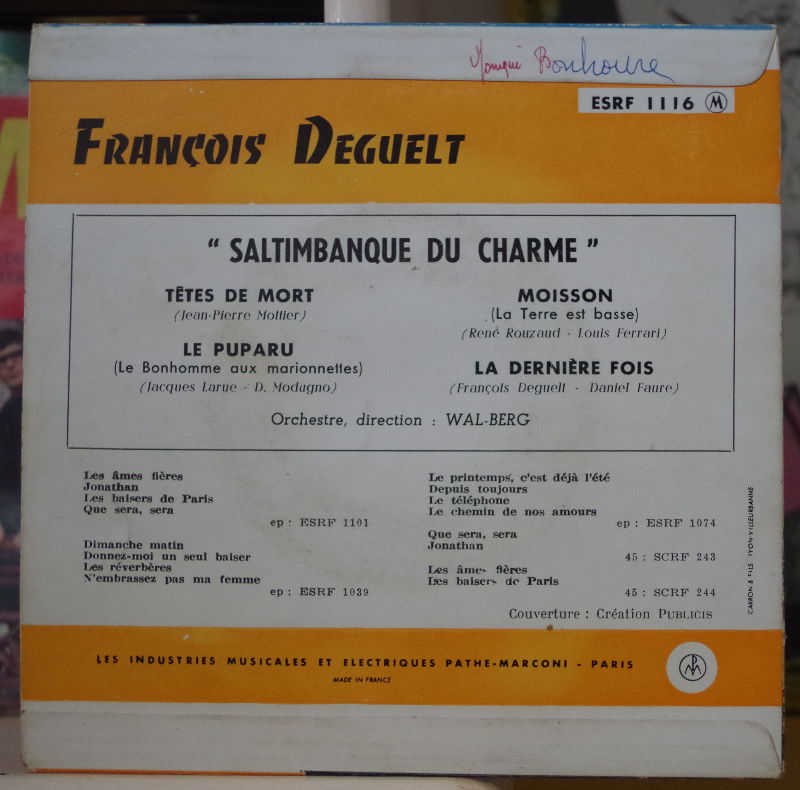 Monqui Bonhoure
ESRF 1116 M
FRANÇOIS DEGUELT
" SALTIMBANQUE DU CHARME "
TÊTES DE MORT
(Jean-Pierre Mottier)
LE PUPARU
(Le Bonhomme aux marionnettes)
(Jacques Larue - D. Modugno)
MOISSON
(La Terre est basse)
(René Rouzaud - Louis Ferrari)
LA DERNIÈRE FOIS
(François Deguelt - Daniel Faure)
Orchestre, direction : WAL-BERG
Les âmes fières
Jonathan
Les baisers de Paris
Que sera, sera
ep : ESRF 1101
Dimanche matin
Donnez-moi un seul baiser
Les réverbères
N'embrassez pas ma femme
ep : ESRF 1039
Le printemps, c'est déjà l'été
Depuis toujours
Le téléphone
Le chemin de nos amours
ep : ESRF 1074
Que sera, sera
Jonathan
45 : SCRF 243
Les âmes fières
Les baisers de Paris
45 : SCRF 244
Couverture : Création PUBLICIS
CARRON & FILS LYON-VILLEURBANNE
LES INDUSTRIES MUSICALES ET ELECTRIQUES PATHE-MARCONI - PARIS
MADE IN FRANCE